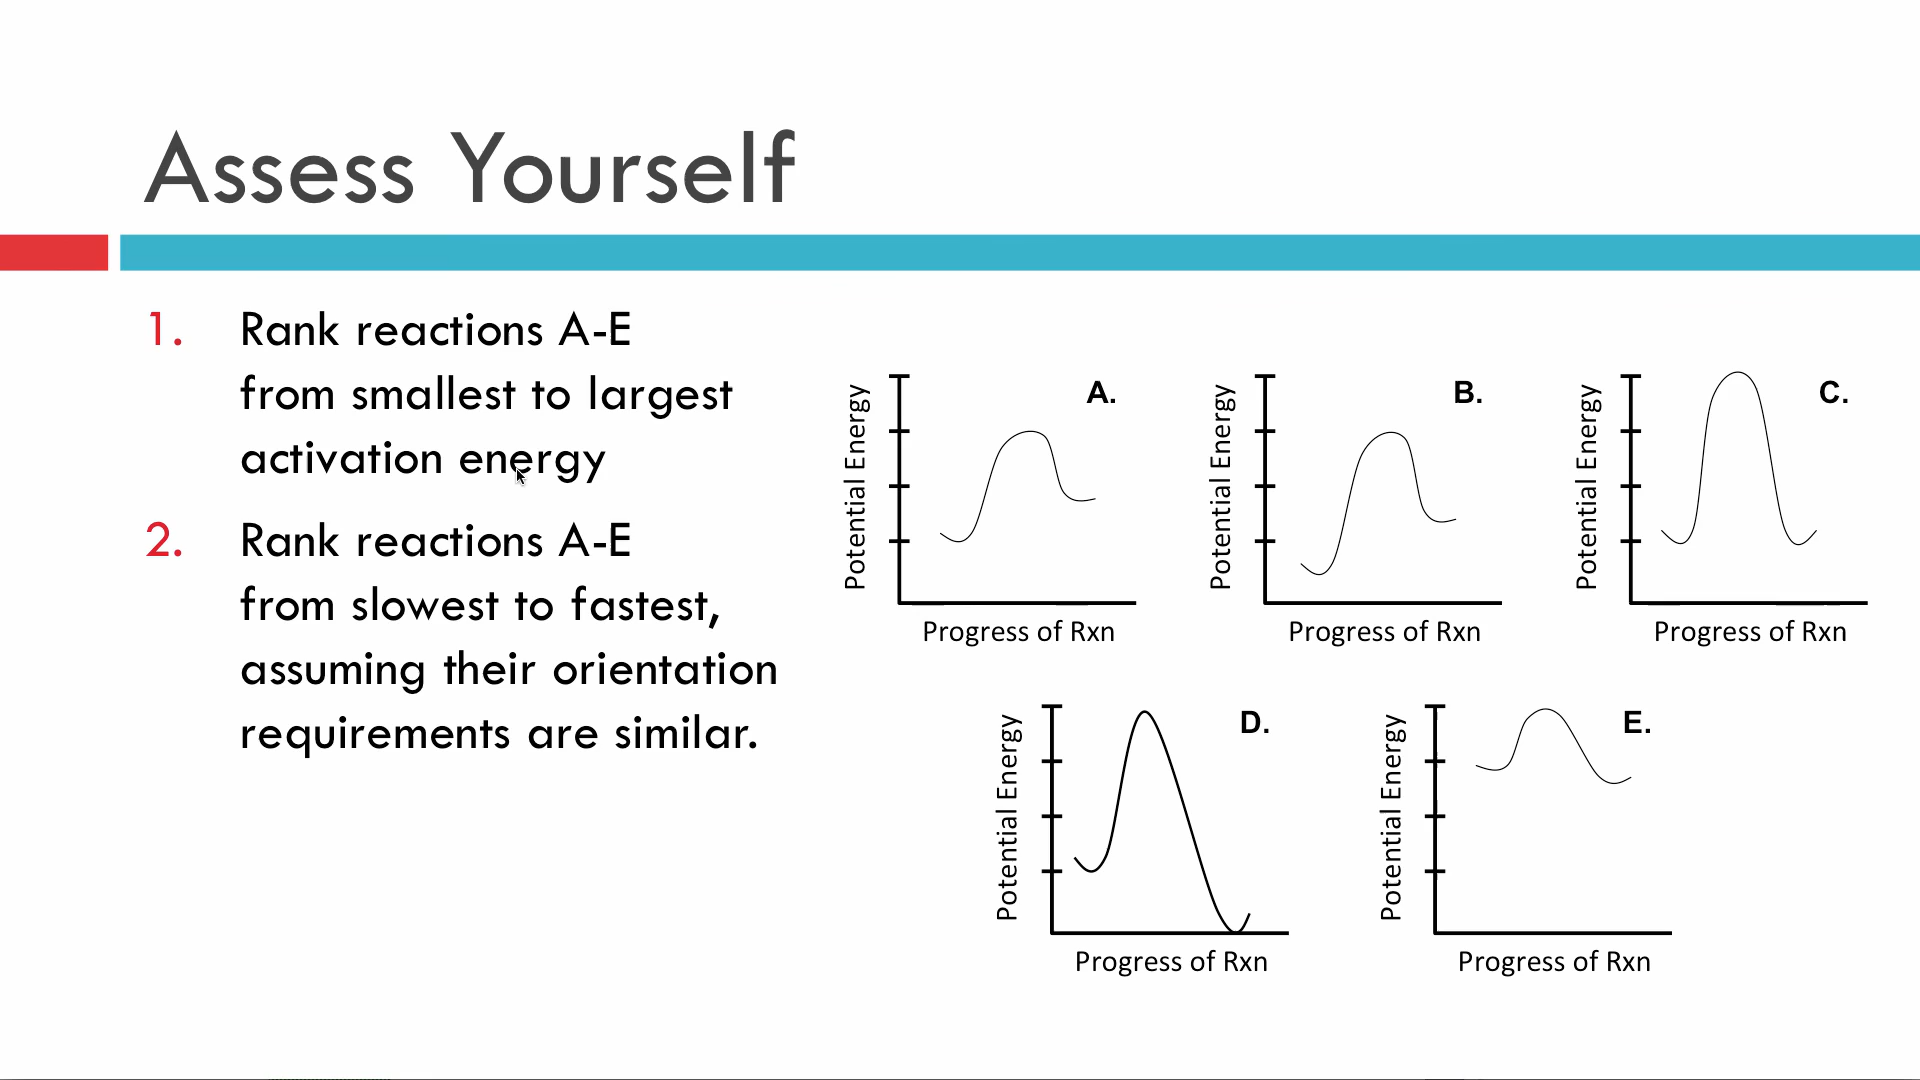 Assess Yourself
1. Rank reactions A-E
from smallest to largest
activation energy
2. Rank reactions A-E
from slowest to fastest,
assuming their orientation
requirements are similar.
Potential Energy
A.
Progress of Rxn
Potential Energy
B.
Progress of Rxn
Potential Energy
C.
Progress of Rxn
Potential Energy
D.
Progress of Rxn
Potential Energy
E.
Progress of Rxn